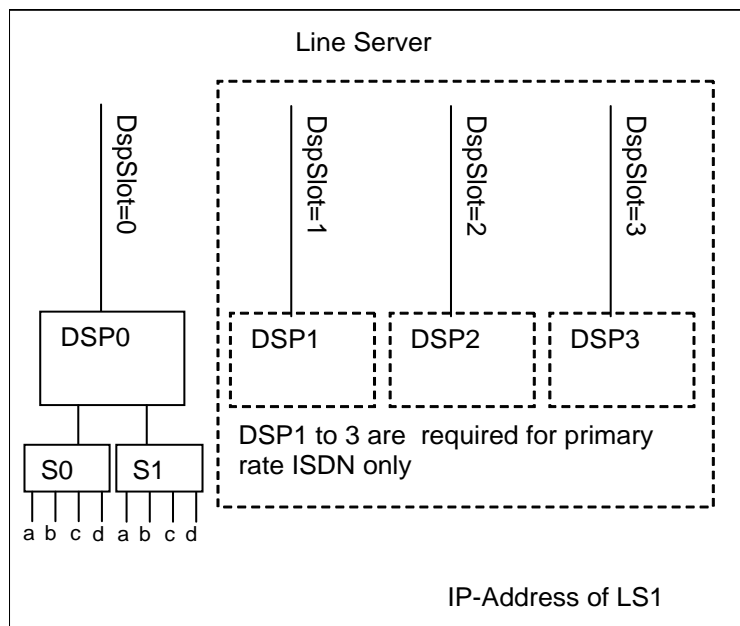 Line Server
DspSlot=0
DspSlot=1
DspSlot=2
DspSlot=3
DSP0
DSP1
DSP2
DSP3
DSP1 to 3 are required for primary
rate ISDN only
S0
S1
a b c d a b c d
IP-Address of LS1